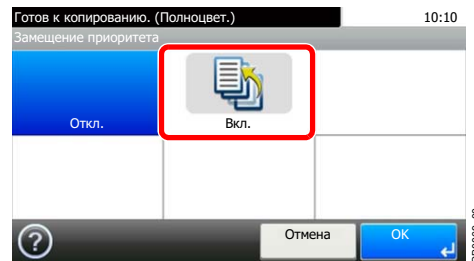 Готов к копированию. (Полноцвет.) 10:10
Замещение приоритета
Откл. Вкл.
? Отмена OK